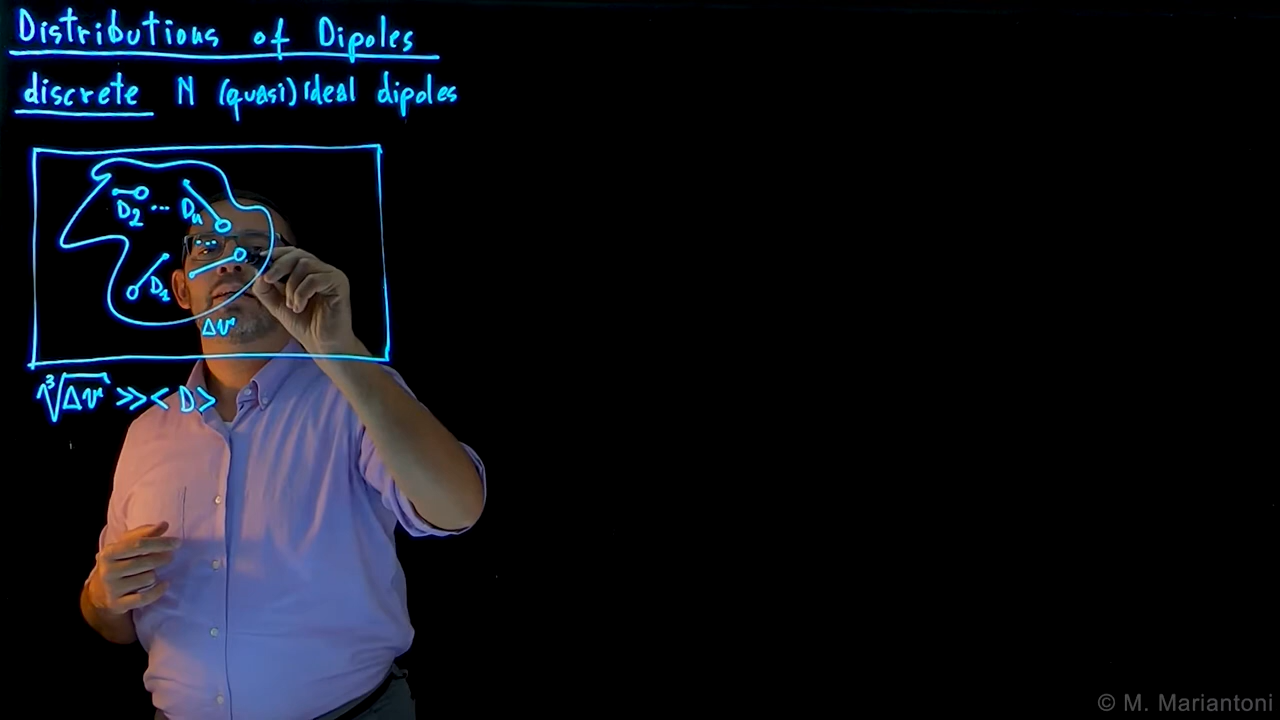 Distributions of Dipoles
discrete N (quasi) ideal dipoles
D2 ... Dn
...
D1
Δv
∛Δv >> < D >
© M. Mariantoni